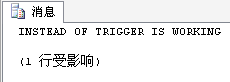 消息
INSTEAD OF TRIGGER IS WORKING
(1 行受影响)